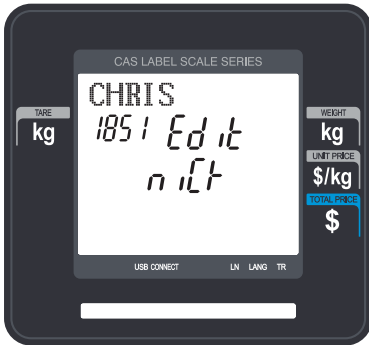 CAS LABEL SCALE SERIES
CHRIS
1851 Edit
niCk
TARE
kg
WEIGHT
kg
UNIT PRICE
$/kg
TOTAL PRICE
$
USB CONNECT LN LANG TR